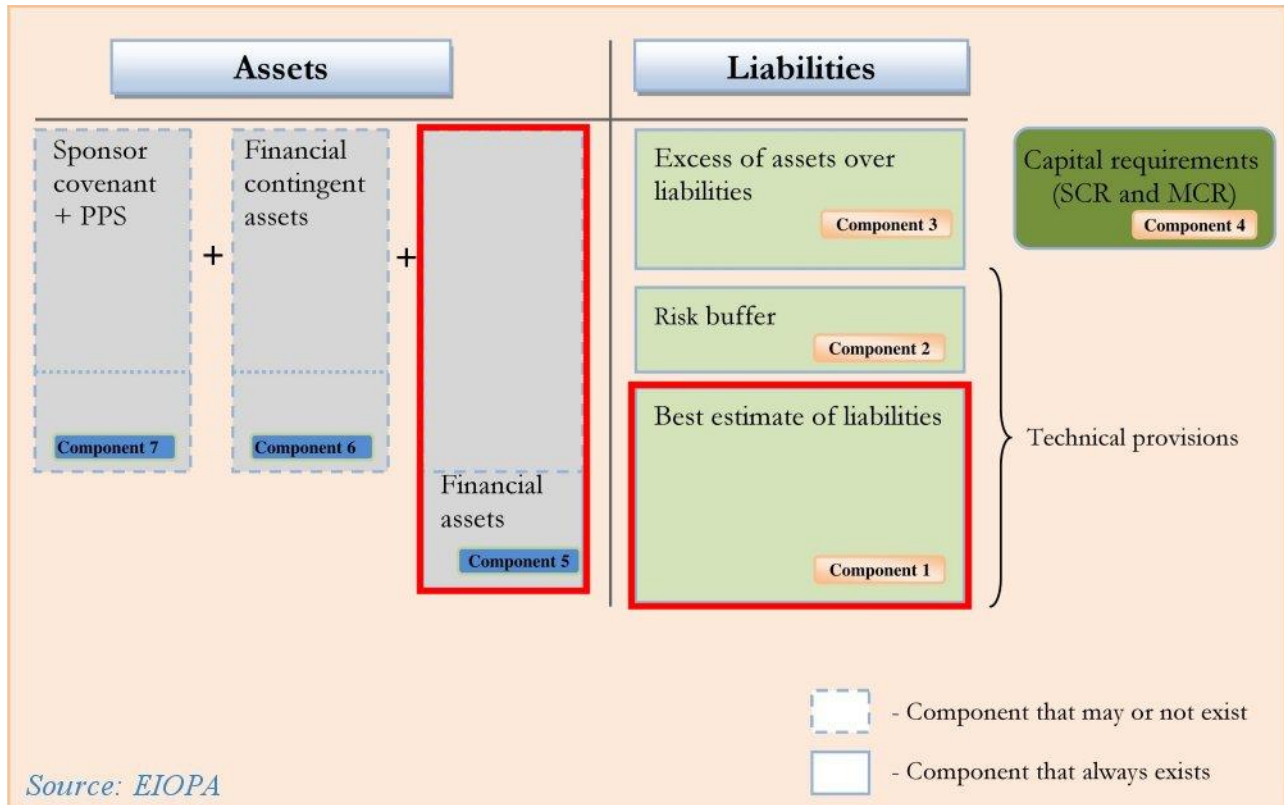 Assets
Liabilities
Sponsor
covenant
+ PPS
Component 7
+
Financial
contingent
assets
Component 6
+
Financial
assets
Component 5
Excess of assets over
liabilities
Component 3
Risk buffer
Component 2
Best estimate of liabilities
Component 1
Capital requirements
(SCR and MCR)
Component 4
Technical provisions
- Component that may or not exist
- Component that always exists
Source: EIOPA